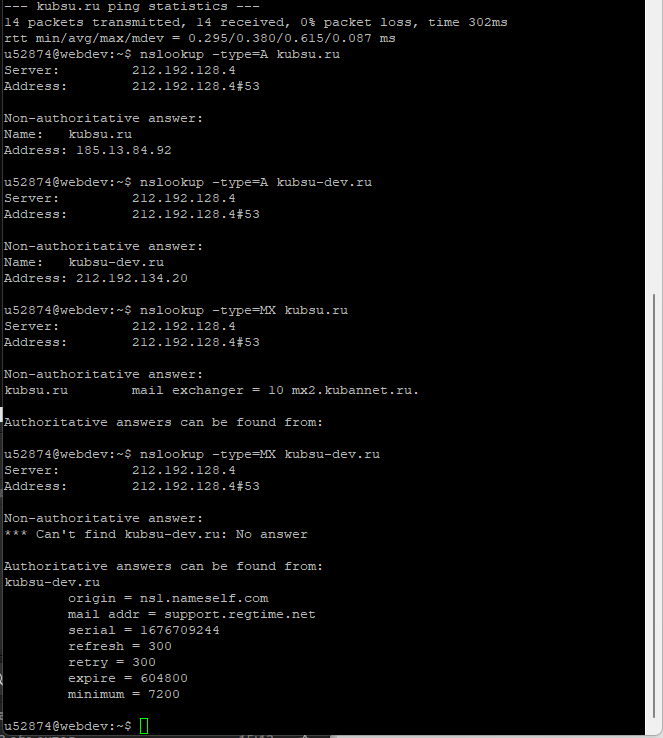 --- kubsu.ru ping statistics ---
14 packets transmitted, 14 received, 0% packet loss, time 302ms
rtt min/avg/max/mdev = 0.295/0.380/0.615/0.087 ms
u52874@webdev:~$ nslookup -type=A kubsu.ru
Server:         212.192.128.4
Address:        212.192.128.4#53

Non-authoritative answer:
Name:   kubsu.ru
Address: 185.13.84.92

u52874@webdev:~$ nslookup -type=A kubsu-dev.ru
Server:         212.192.128.4
Address:        212.192.128.4#53

Non-authoritative answer:
Name:   kubsu-dev.ru
Address: 212.192.134.20

u52874@webdev:~$ nslookup -type=MX kubsu.ru
Server:         212.192.128.4
Address:        212.192.128.4#53

Non-authoritative answer:
kubsu.ru        mail exchanger = 10 mx2.kubannet.ru.

Authoritative answers can be found from:

u52874@webdev:~$ nslookup -type=MX kubsu-dev.ru
Server:         212.192.128.4
Address:        212.192.128.4#53

Non-authoritative answer:
*** Can't find kubsu-dev.ru: No answer

Authoritative answers can be found from:
kubsu-dev.ru
        origin = ns1.nameself.com
        mail addr = support.regtime.net
        serial = 1676709244
        refresh = 300
        retry = 300
        expire = 604800
        minimum = 7200

u52874@webdev:~$